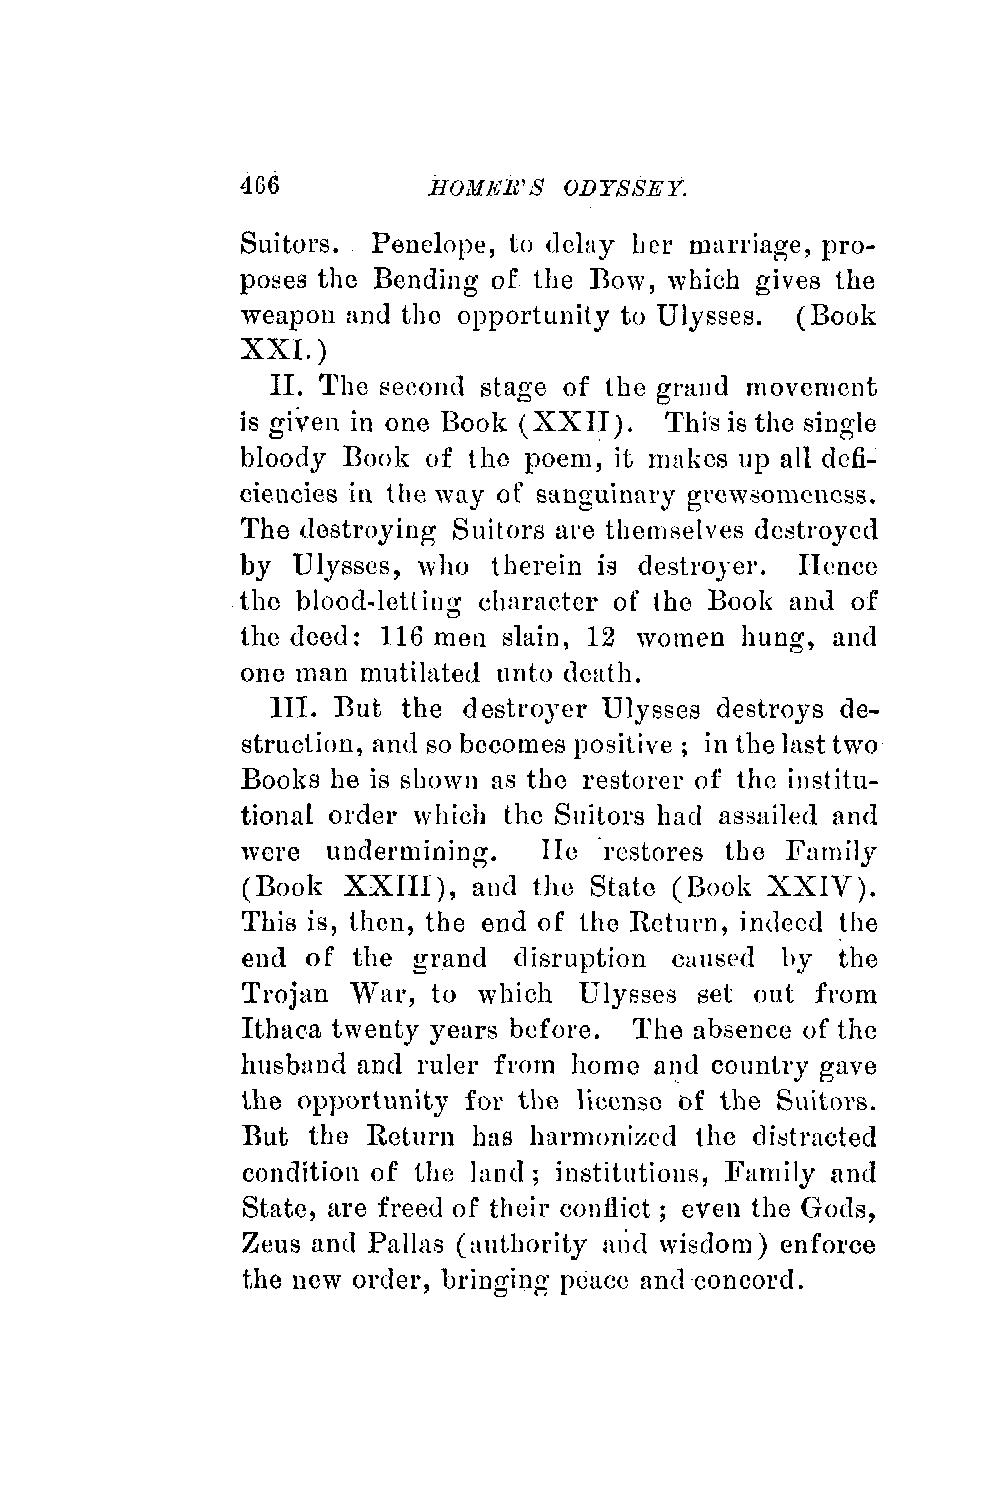 466 HOMER'S ODYSSEY.
Suitors. Penelope, to delay her marriage, pro-
poses the Bending of the Bow, which gives the
weapon and the opportunity to Ulysses. (Book
XXI.)
II. The second stage of the grand movement
is given in one Book (XXII). This is the single
bloody Book of the poem, it makes up all defi-
ciencies in the way of sanguinary grewsomeness.
The destroying Suitors are themselves destroyed
by Ulysses, who therein is destroyer. Hence
the blood-letting character of the Book and of
the deed: 116 men slain, 12 women hung, and
one man mutilated unto death.
III. But the destroyer Ulysses destroys de-
struction, and so becomes positive; in the last two
Books he is shown as the restorer of the institu-
tional order which the Suitors had assailed and
were undermining. He restores the Family
(Book XXIII), and the State (Book XXIV).
This is, then, the end of the Return, indeed the
end of the grand disruption caused by the
Trojan War, to which Ulysses set out from
Ithaca twenty years before. The absence of the
husband and ruler from home and country gave
the opportunity for the license of the Suitors.
But the Return has harmonized the distracted
condition of the land; institutions, Family and
State, are freed of their conflict; even the Gods,
Zeus and Pallas (authority and wisdom) enforce
the new order, bringing peace and concord.